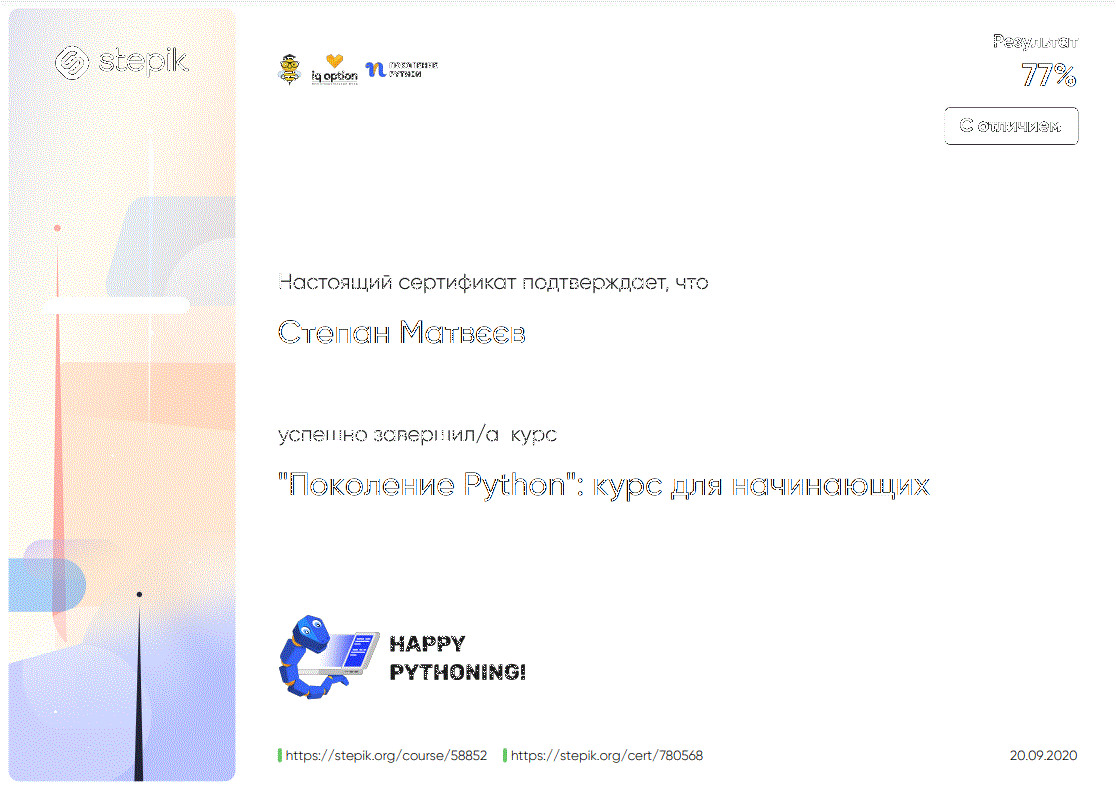 stepik
iq option
ПОКОЛЕНИЕ
PYTHON
Результат
77%
С отличием
Настоящий сертификат подтверждает, что
Степан Матвеев
успешно завершил/а курс
"Поколение Python": курс для начинающих
HAPPY
PYTHONING!
https://stepik.org/course/58852
https://stepik.org/cert/780568
20.09.2020